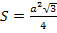 S = a²√3/4